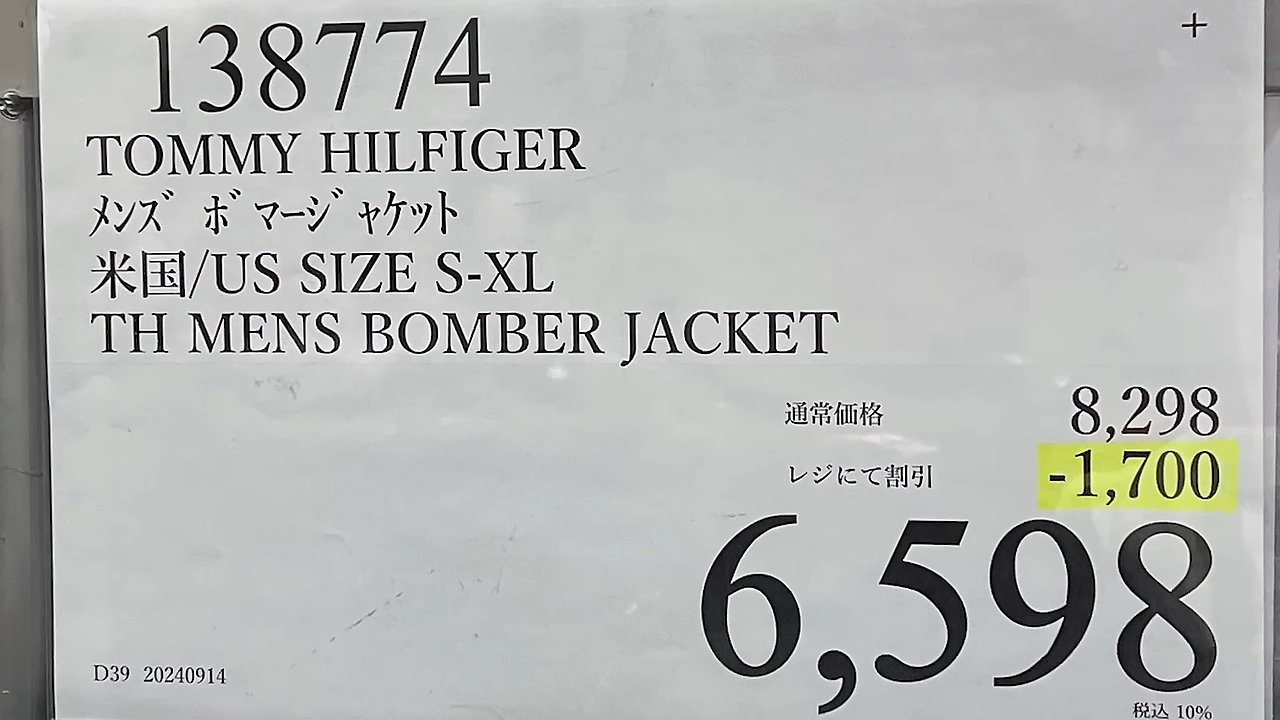 138774
+
TOMMY HILFIGER
ﾒﾝｽﾞ ﾎﾞﾏｰｼﾞｬｹｯﾄ
米国/US SIZE S-XL
TH MENS BOMBER JACKET
通常価格 8,298
レジにて割引 -1,700
6,598
D39 20240914
税込 10%